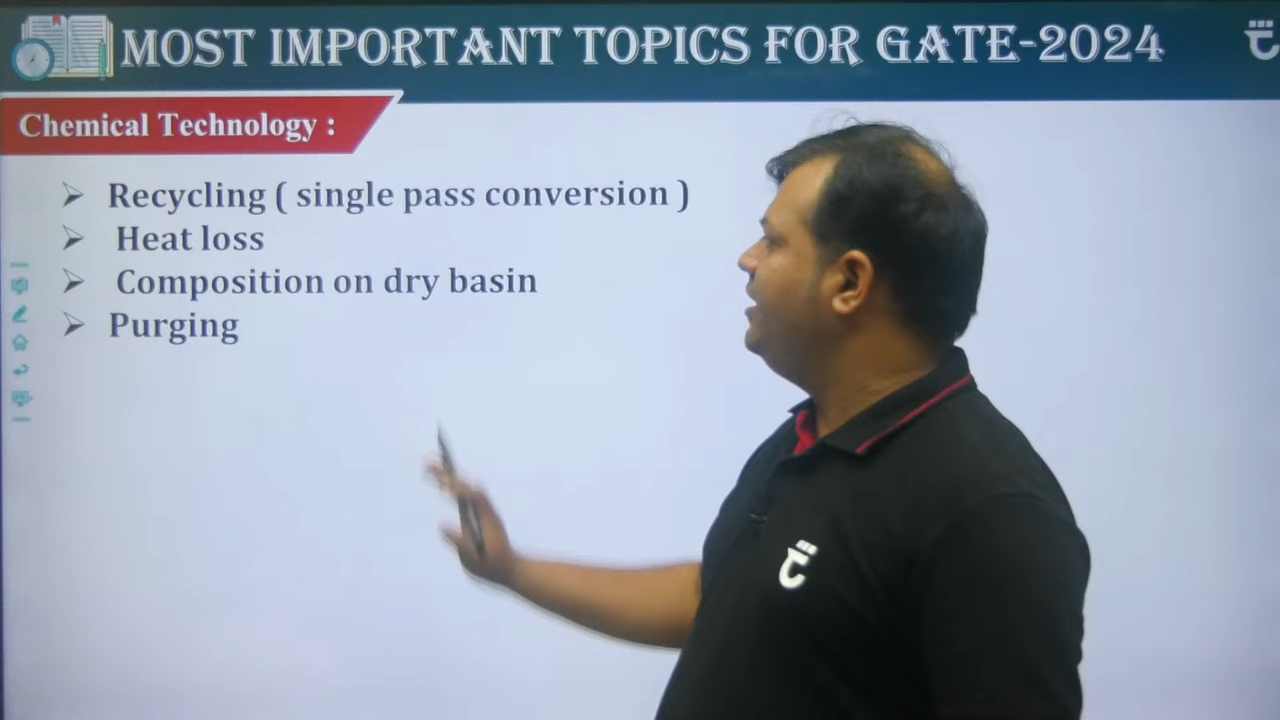 MOST IMPORTANT TOPICS FOR GATE-2024
Chemical Technology :
Recycling ( single pass conversion )
Heat loss
Composition on dry basin
Purging